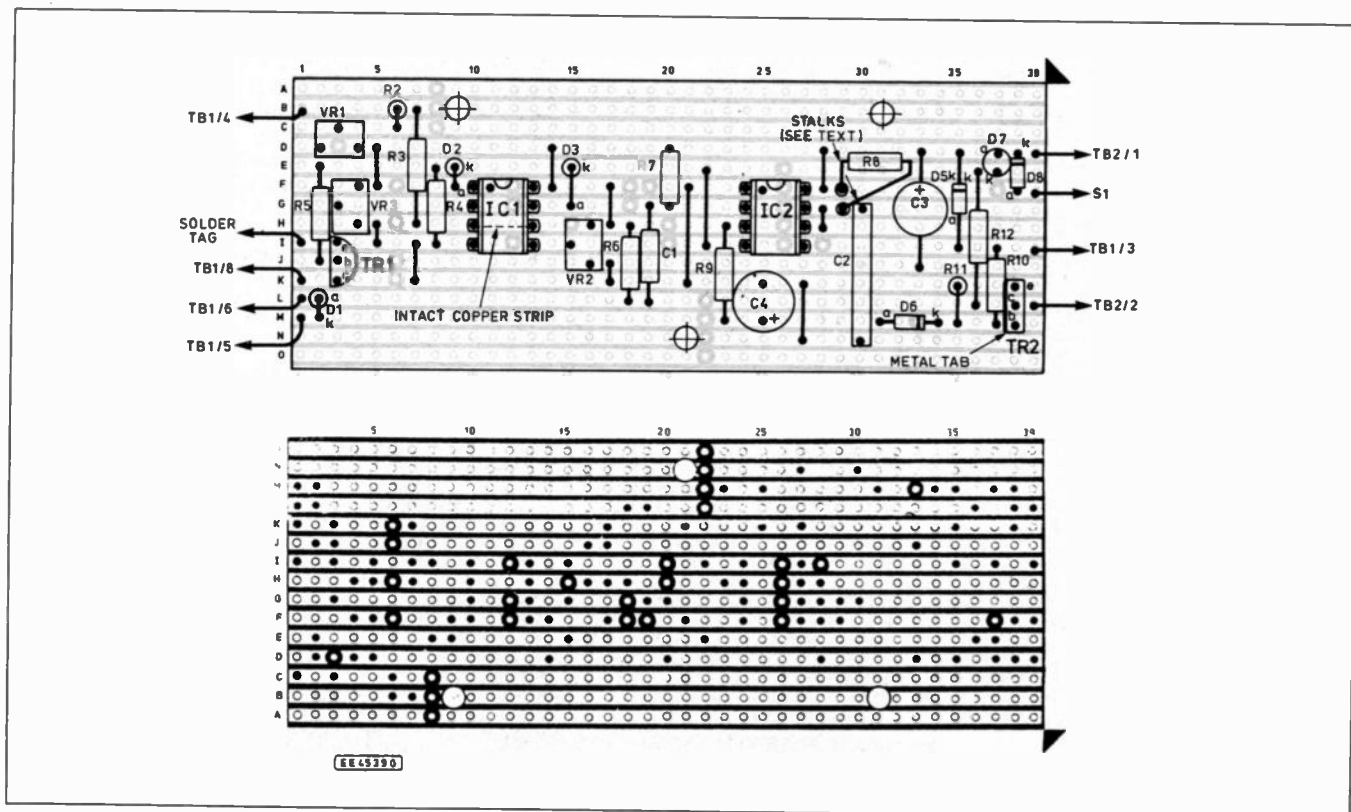 1 5 10 15 20 25 30 35 38
A
B
C
D
E
F
G
H
I
J
K
L
M
N
O
TB1/4
SOLDER
TAG
TB1/8
TB1/6
TB1/5
VR1
R2
R3
D2
k
a
R5
VR
R4
IC1
TR1
b
a
D1
k
INTACT COPPER STRIP
D3
k
a
VR2
R6
C1
R7
R9
C4
+
IC2
STALKS
(SEE TEXT)
R8
C2
C3
+
D5
k
a
D7
a
k
k
D8
a
R12
R10
R11
D6
a
k
c
b
METAL TAB
TR2
TB2/1
S1
TB1/3
TB2/2
5 10 15 20 25 30 35 39
K
J
I
H
G
F
E
D
C
B
A
EE45390